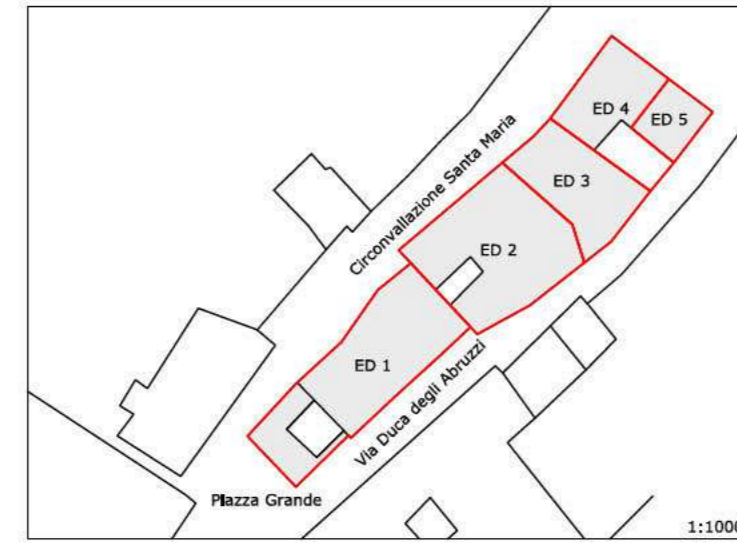 ED 4
ED 5
Circonvallazione Santa Maria
ED 3
ED 2
ED 1
Via Duca degli Abruzzi
Piazza Grande
1:1000